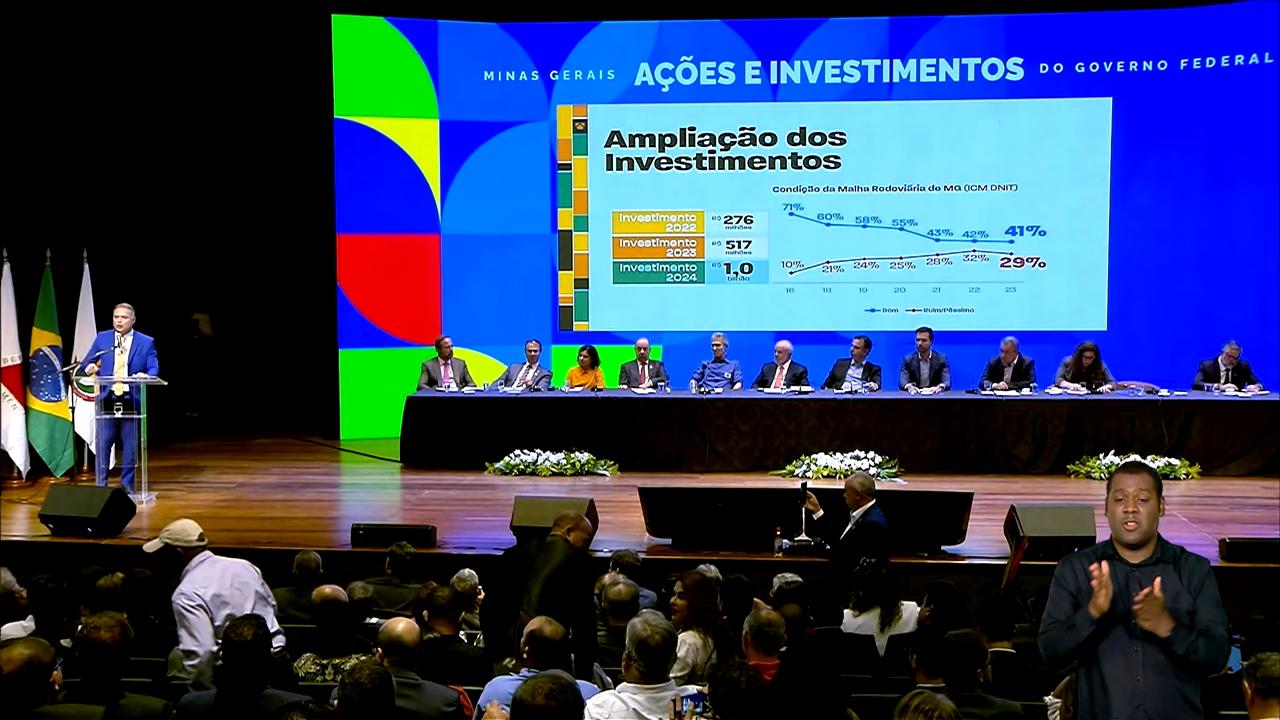 MINAS GERAIS AÇÕES E INVESTIMENTOS DO GOVERNO FEDERAL
Ampliação dos
Investimentos
Condição da Malha Rodoviária de MG (ICM DNIT)
Investimento
2022
R$ 276
milhões
Investimento
2023
R$ 517
milhões
Investimento
2024
R$ 1,0
bilhão
71% 60% 58% 55% 43% 42% 41%
10% 21% 24% 25% 28% 32% 29%
18 19 20 21 22 23
Bom Ruim/Péssimo